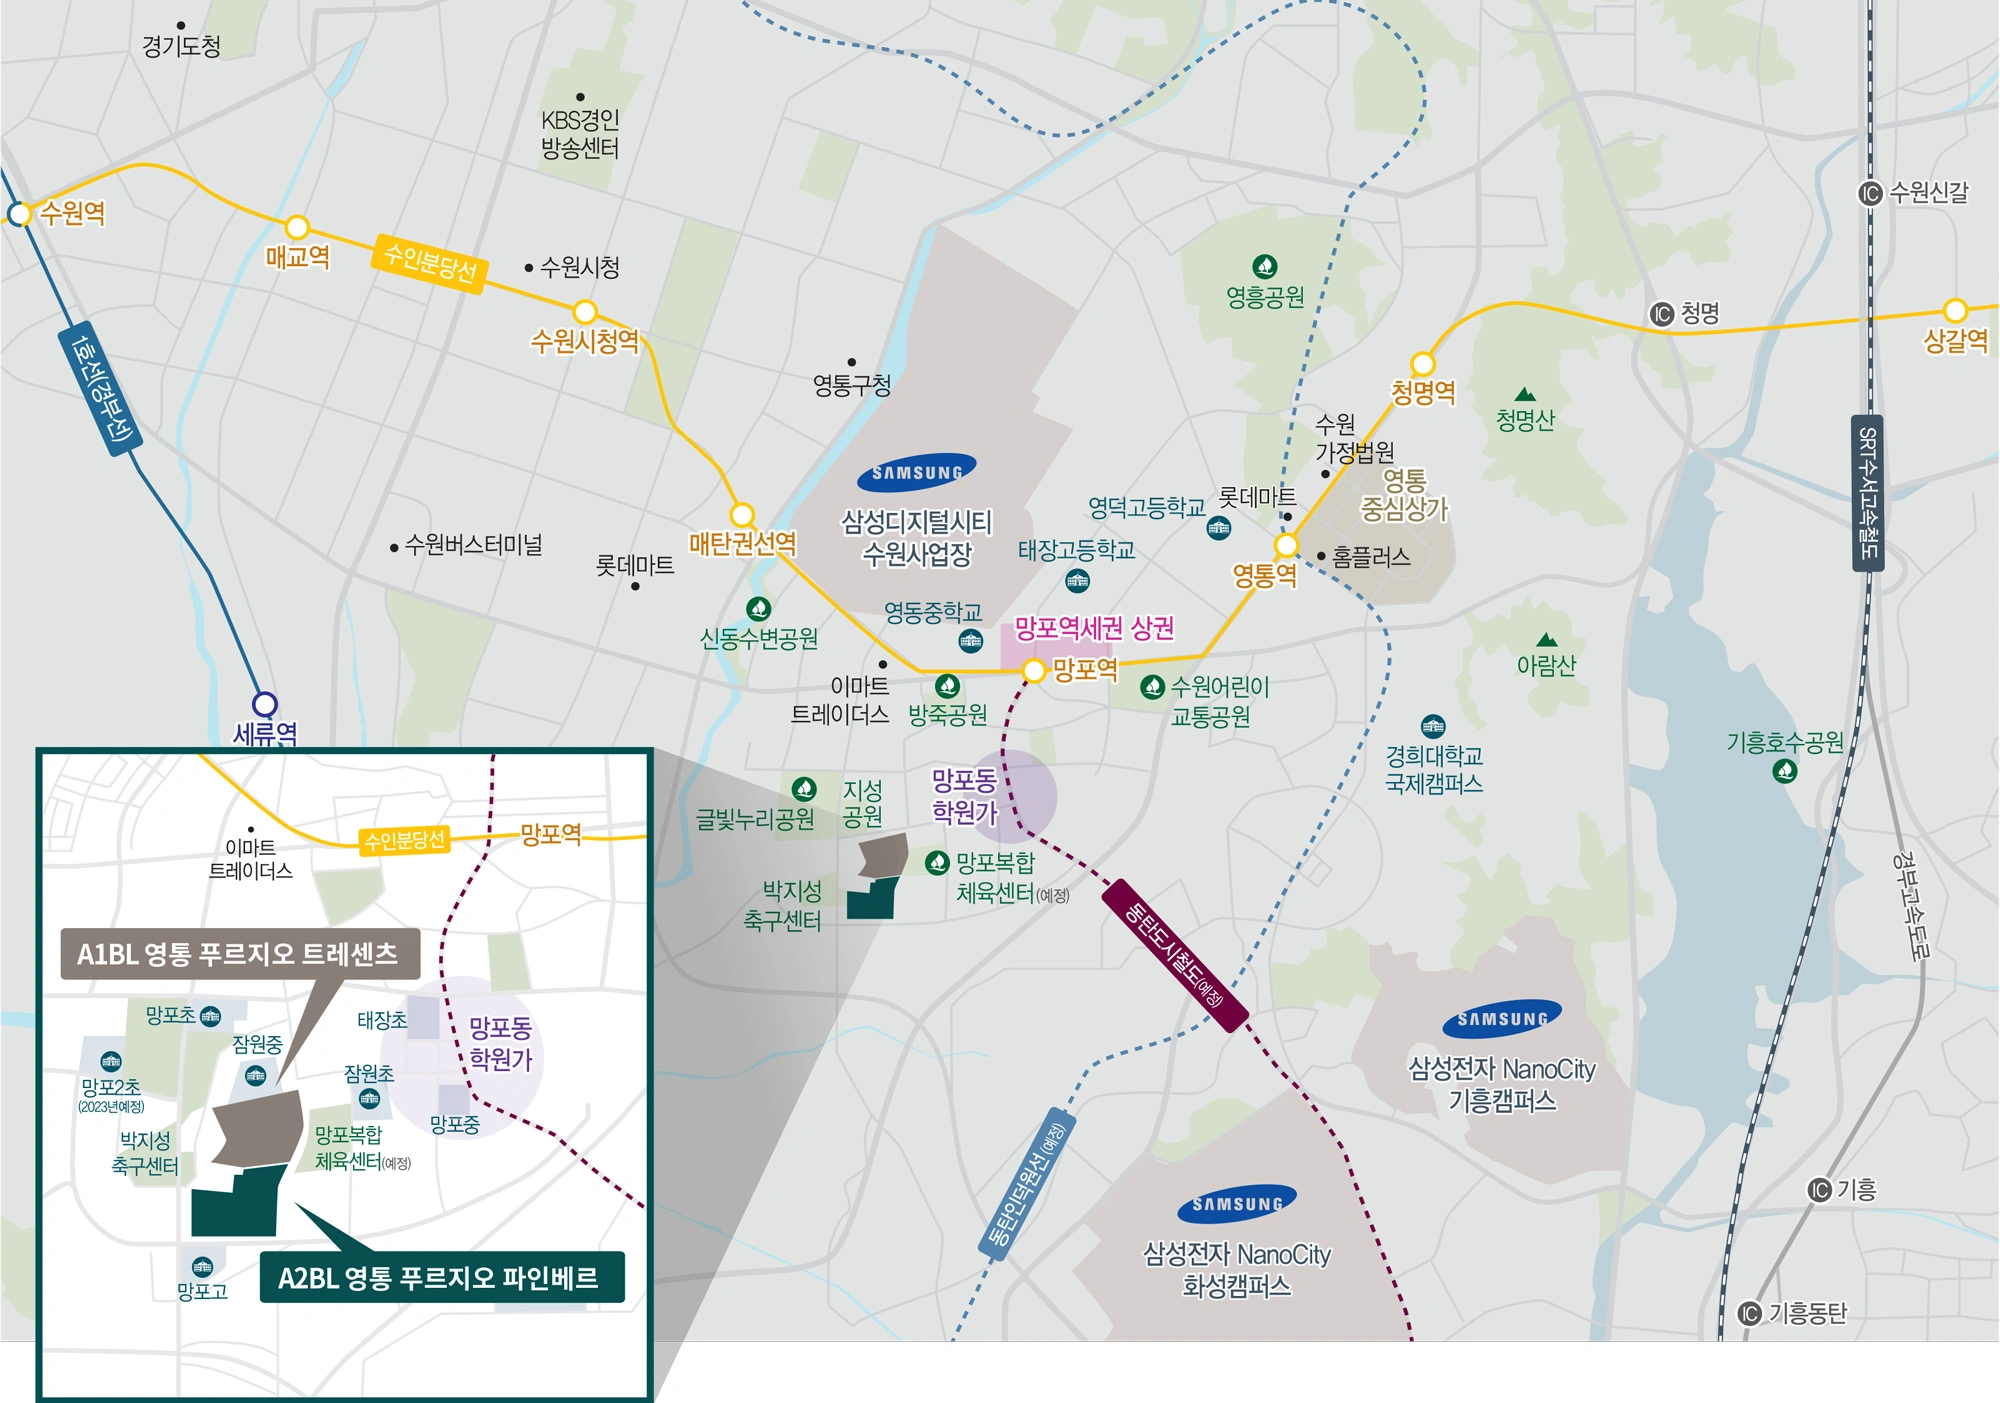 경기도청
KBS경인
방송센터
수원역
매교역
수인분당선
수원시청
수원시청역
1호선(경부선)
영통구청
영흥공원
IC 수원신갈
IC 청명
상갈역
청명역
청명산
수원
가정법원
영통
중심상가
SAMSUNG
삼성디지털시티
수원사업장
매탄권선역
수원버스터미널
롯데마트
영덕고등학교
롯데마트
태장고등학교
영통역
홈플러스
SRT수서고속철도
신동수변공원
영동중학교
망포역세권 상권
망포역
이마트
트레이더스
방죽공원
수원어린이
교통공원
아람산
경희대학교
국제캠퍼스
기흥호수공원
세류역
글빛누리공원
지성
공원
망포동
학원가
박지성
축구센터
망포복합
체육센터(예정)
동탄도시철도(예정)
경부고속도로
SAMSUNG
삼성전자 NanoCity
기흥캠퍼스
동탄인덕원선(예정)
SAMSUNG
삼성전자 NanoCity
화성캠퍼스
IC 기흥
IC 기흥동탄
이마트
트레이더스
수인분당선
망포역
A1BL 영통 푸르지오 트레센츠
망포초
잠원중
태장초
망포동
학원가
망포2초
(2023년예정)
잠원초
망포중
박지성
축구센터
망포복합
체육센터(예정)
망포고
A2BL 영통 푸르지오 파인베르